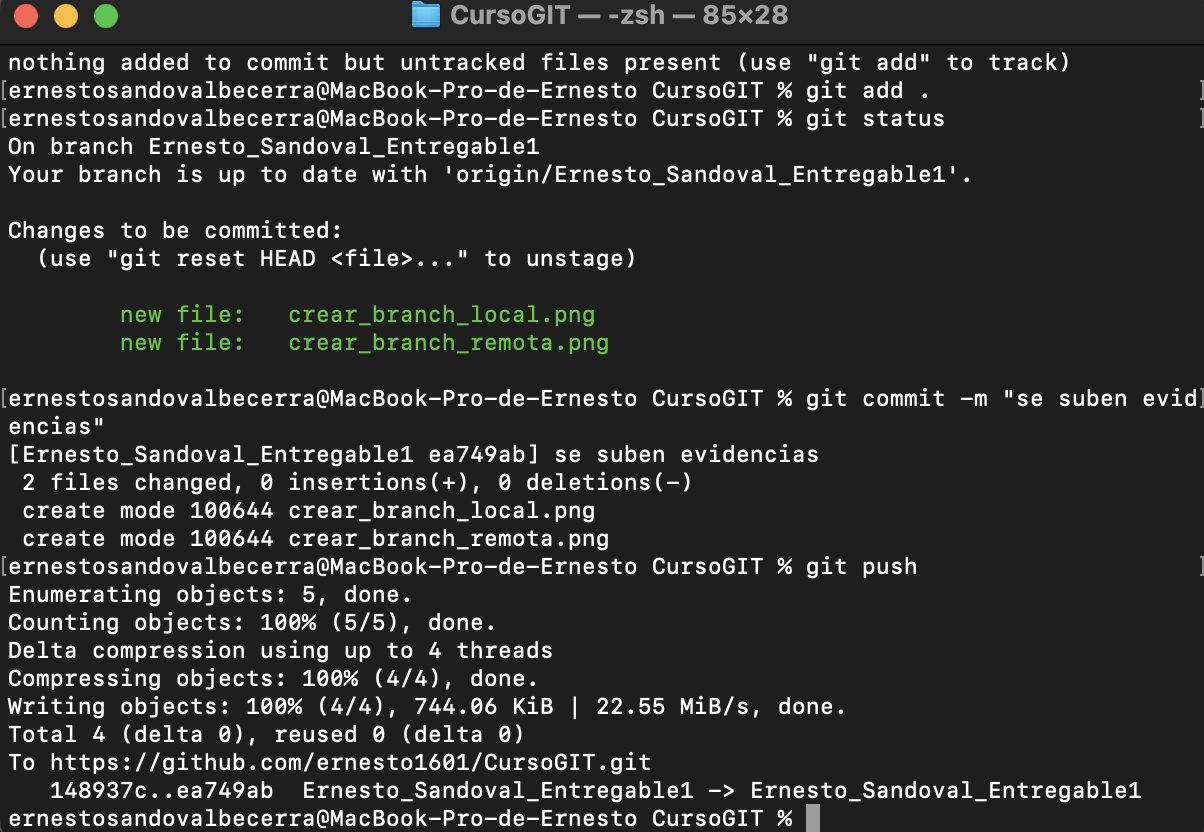 CursoGIT — -zsh — 85×28
nothing added to commit but untracked files present (use "git add" to track)
[ernestosandovalbecerra@MacBook-Pro-de-Ernesto CursoGIT % git add . ]
[ernestosandovalbecerra@MacBook-Pro-de-Ernesto CursoGIT % git status ]
On branch Ernesto_Sandoval_Entregable1
Your branch is up to date with 'origin/Ernesto_Sandoval_Entregable1'.
Changes to be committed:
  (use "git reset HEAD <file>..." to unstage)
        new file:   crear_branch_local.png
        new file:   crear_branch_remota.png
[ernestosandovalbecerra@MacBook-Pro-de-Ernesto CursoGIT % git commit -m "se suben evid]
encias"
[Ernesto_Sandoval_Entregable1 ea749ab] se suben evidencias
 2 files changed, 0 insertions(+), 0 deletions(-)
 create mode 100644 crear_branch_local.png
 create mode 100644 crear_branch_remota.png
[ernestosandovalbecerra@MacBook-Pro-de-Ernesto CursoGIT % git push ]
Enumerating objects: 5, done.
Counting objects: 100% (5/5), done.
Delta compression using up to 4 threads
Compressing objects: 100% (4/4), done.
Writing objects: 100% (4/4), 744.06 KiB | 22.55 MiB/s, done.
Total 4 (delta 0), reused 0 (delta 0)
To https://github.com/ernesto1601/CursoGIT.git
   148937c..ea749ab  Ernesto_Sandoval_Entregable1 -> Ernesto_Sandoval_Entregable1
ernestosandovalbecerra@MacBook-Pro-de-Ernesto CursoGIT %